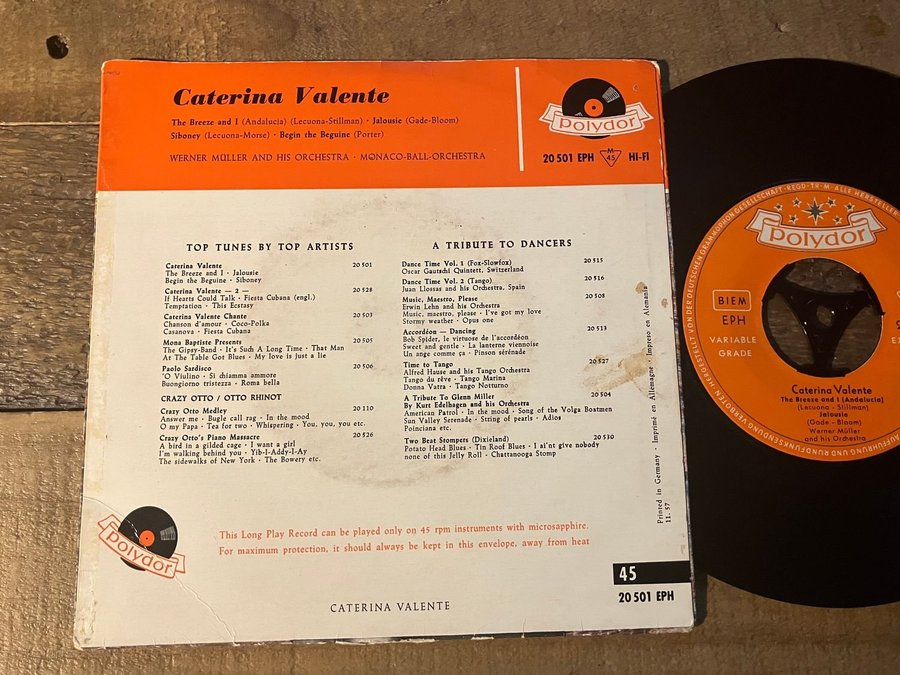 Caterina Valente
The Breeze and I (Andalucia) (Lecuona-Stillman) · Jalousie (Gade-Bloom)
Siboney (Lecuona-Morse) · Begin the Beguine (Porter)
WERNER MÜLLER AND HIS ORCHESTRA · MONACO-BALL-ORCHESTRA
polydor
20 501 EPH M 45 HI-FI
TOP TUNES BY TOP ARTISTS
Caterina Valente 20 501
The Breeze and I · Jalousie
Begin the Beguine · Siboney
Caterina Valente — 2 — 20 528
If Hearts Could Talk · Fiesta Cubana (engl.)
Temptation · This Ecstasy
Caterina Valente Chante 20 503
Chanson d'amour · Coco-Polka
Casanova · Fiesta Cubana
Mona Baptiste Presents 20 505
The Gipsy-Band · It's Such A Long Time · That Man
At The Table Got Blues · My love is just a lie
Paolo Sardisco 20 506
'O Viulino · Si chiamma ammore
Buongiorno tristezza · Roma bella
CRAZY OTTO / OTTO RHINOT
Crazy Otto Medley 20 110
Answer me · Bugle call rag · In the mood
O my Papa · Tea for two · Whispering · You, you, you etc.
Crazy Otto's Piano Massacre 20 526
A bird in a gilded cage · I want a girl
I'm walking behind you · Yib-I-Addy-I-Ay
The sidewalks of New York · The Bowery etc.
A TRIBUTE TO DANCERS
Dance Time Vol. 1 (Fox-Slowfox) 20 515
Oscar Gautschi Quintett, Switzerland
Dance Time Vol. 2 (Tango) 20 516
Juan Llossas and his Orchestra, Spain
Music, Maestro, Please 20 508
Erwin Lehn and his Orchestra
Music, maestro, please · I've got my love
Stormy weather · Opus one
Accordéon — Dancing 20 513
Bob Spider, le virtuose de l'accordéon
Sweet and gentle · La lanterne viennoise
Un ange comme ça · Pinson sérénade
Time to Tango 20 527
Alfred Hause and his Tango Orchestra
Tango du rêve · Tango Marina
Donna Vatra · Tango Notturno
A Tribute To Glenn Miller 20 504
By Kurt Edelhagen and his Orchestra
American Patrol · In the mood · Song of the Volga Boatmen
Sun Valley Serenade · String of pearls · Adios
Poinciana etc.
Two Beat Stompers (Dixieland) 20 530
Potato Head Blues · Tin Roof Blues · I ai'nt give nobody
none of this Jelly Roll · Chattanooga Stomp
Printed in Germany · Imprimé en Allemagne · Impreso en Alemania
11. 57
polydor
This Long Play Record can be played only on 45 rpm instruments with microsapphire.
For maximum protection, it should always be kept in this envelope, away from heat
45
20 501 EPH
CATERINA VALENTE
polydor
BIEM
EPH
VARIABLE
GRADE
Caterina Valente
The Breeze and I (Andalucia)
(Lecuona - Stillman)
Jalousie
(Gade - Bloom)
Werner Müller
and his Orchestra